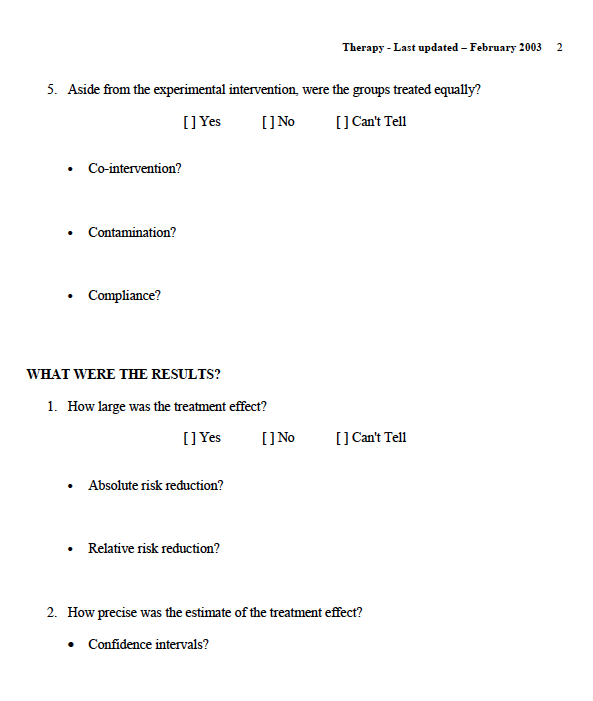 Therapy - Last updated – February 2003 2
5. Aside from the experimental intervention, were the groups treated equally?
[ ] Yes [ ] No [ ] Can't Tell
• Co-intervention?
• Contamination?
• Compliance?
WHAT WERE THE RESULTS?
1. How large was the treatment effect?
[ ] Yes [ ] No [ ] Can't Tell
• Absolute risk reduction?
• Relative risk reduction?
2. How precise was the estimate of the treatment effect?
• Confidence intervals?